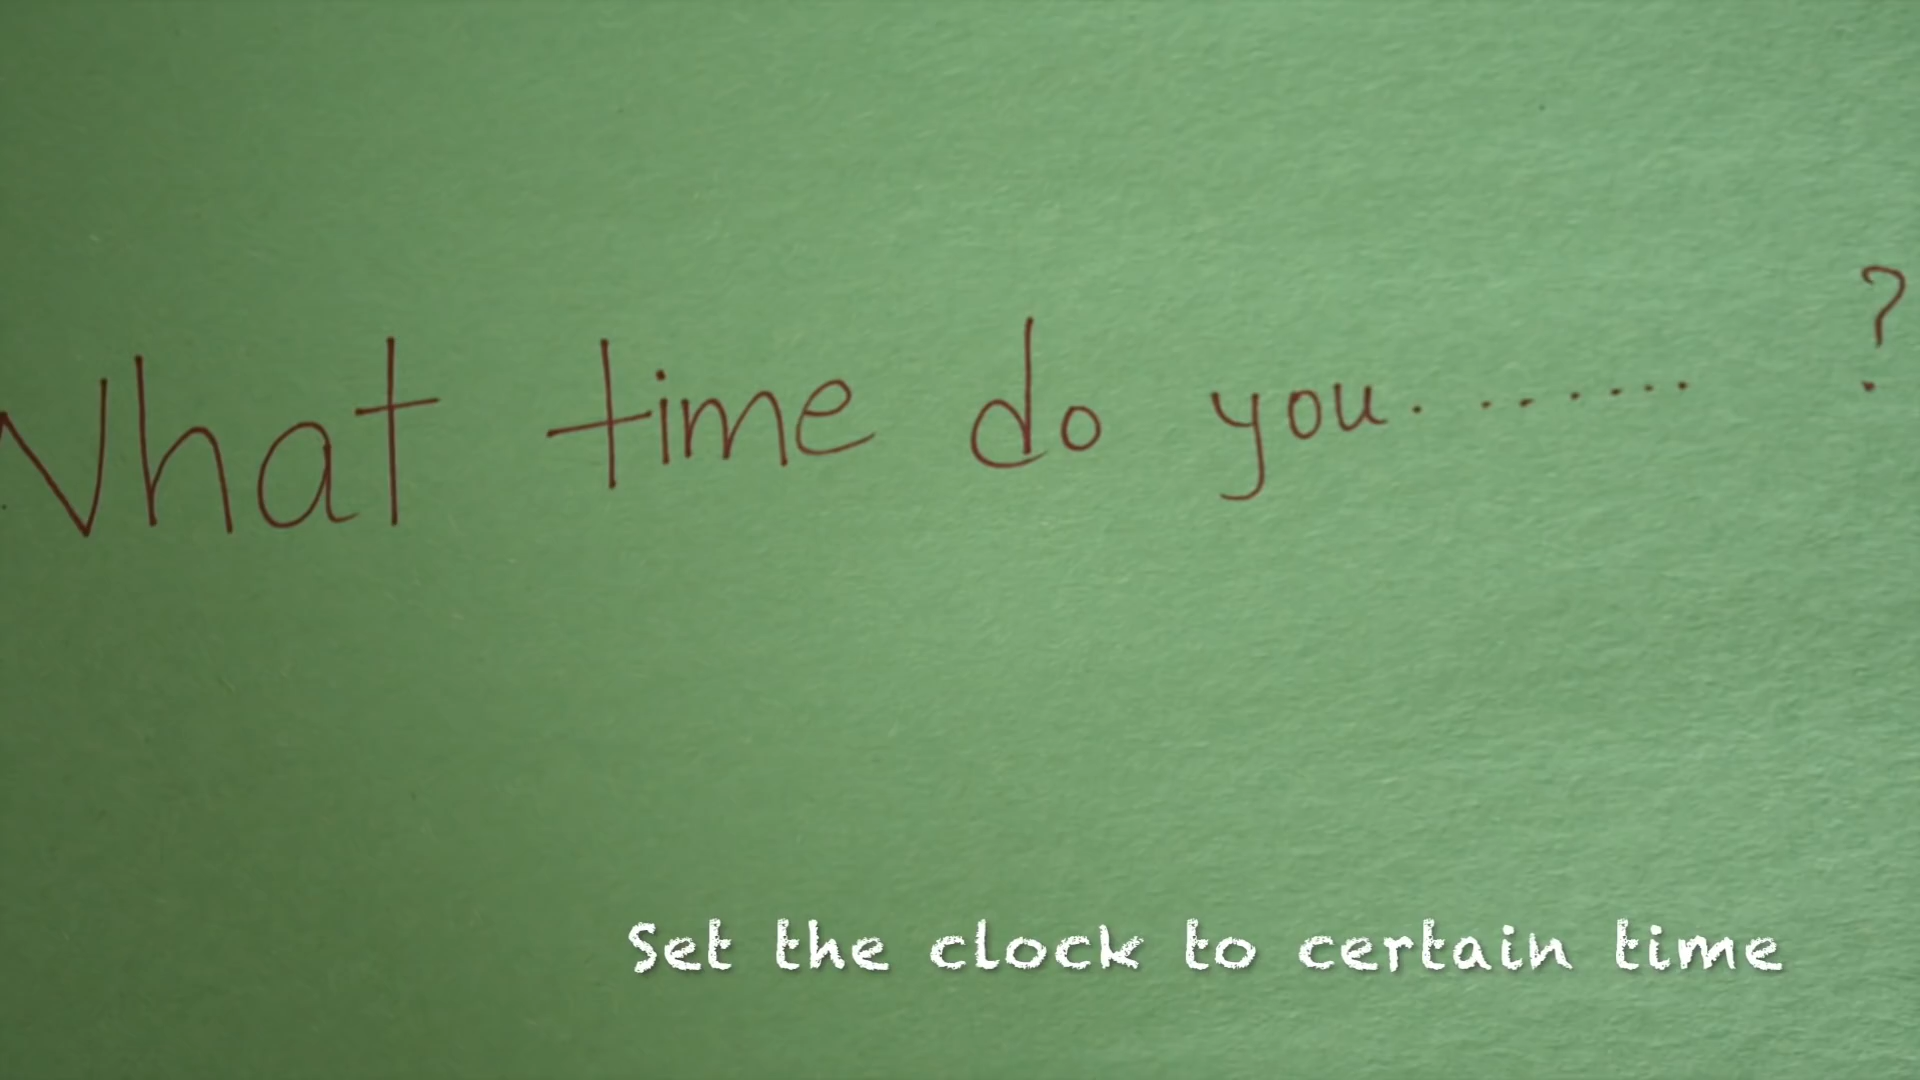 What time do you........ ?
Set the clock to certain time